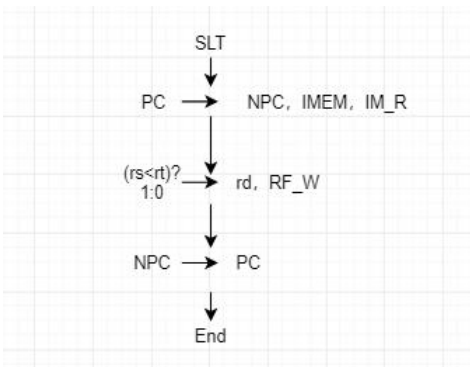 SLT
PC NPC, IMEM, IM_R
(rs<rt)?
1:0
rd, RF_W
NPC PC
End